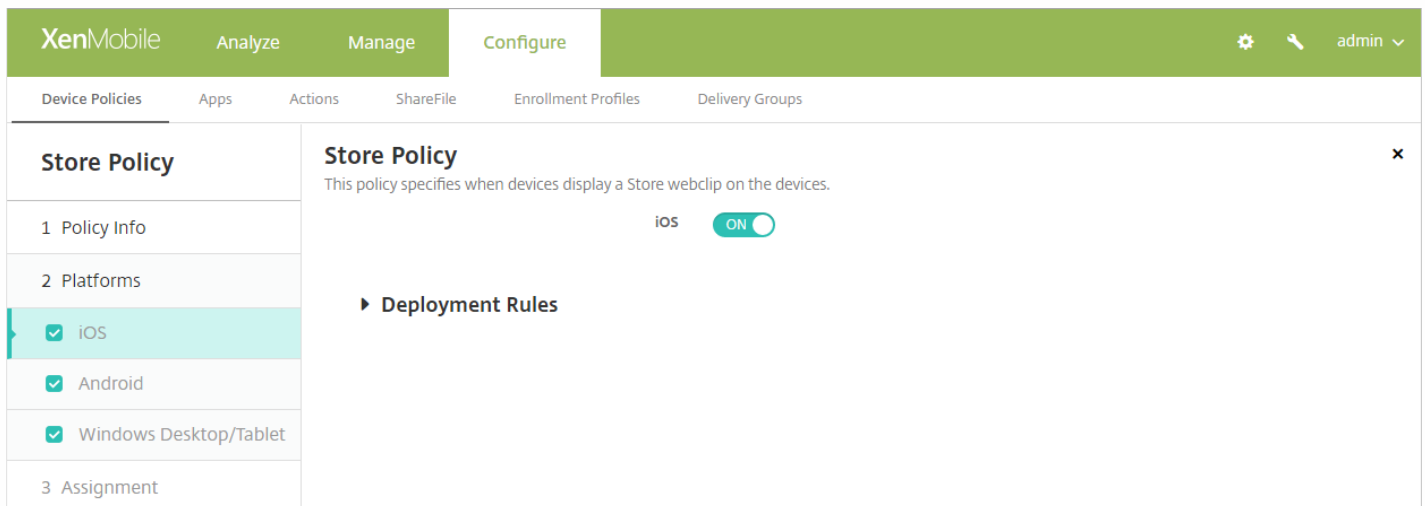 XenMobile Analyze Manage Configure admin
Device Policies Apps Actions ShareFile Enrollment Profiles Delivery Groups
Store Policy
1 Policy Info
2 Platforms
iOS
Android
Windows Desktop/Tablet
3 Assignment
Store Policy
This policy specifies when devices display a Store webclip on the devices.
iOS ON
Deployment Rules